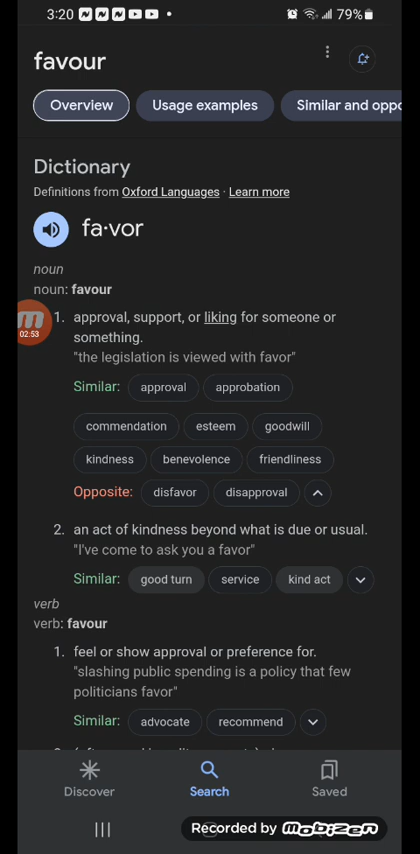 3:20
79%
favour
Overview
Usage examples
Similar and oppo
Dictionary
Definitions from Oxford Languages · Learn more
fa·vor
noun
noun: favour
02:53
1. approval, support, or liking for someone or
something.
"the legislation is viewed with favor"
Similar: approval approbation
commendation esteem goodwill
kindness benevolence friendliness
Opposite: disfavor disapproval
2. an act of kindness beyond what is due or usual.
"I've come to ask you a favor"
Similar: good turn service kind act
verb
verb: favour
1. feel or show approval or preference for.
"slashing public spending is a policy that few
politicians favor"
Similar: advocate recommend
Discover
Search
Saved
Recorded by mobizen